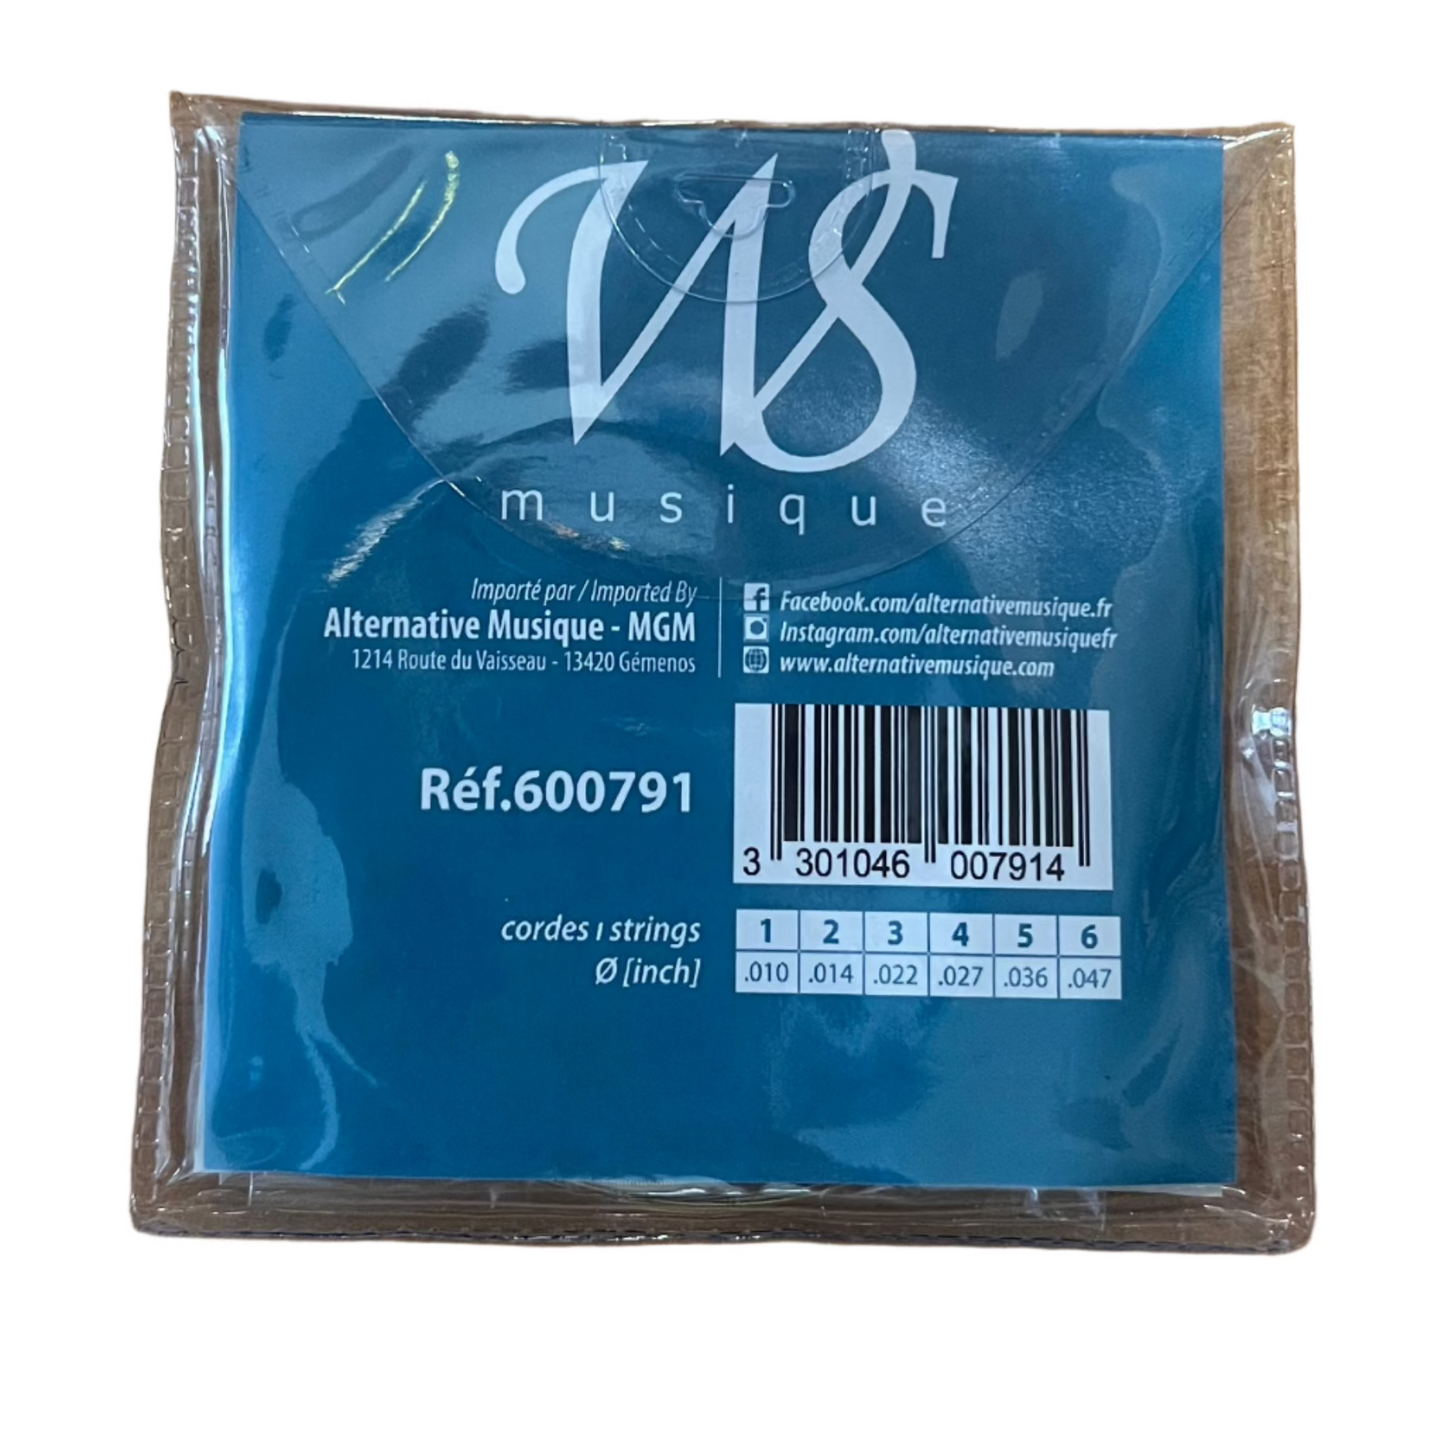 WS
musique
Importé par / Imported By
Alternative Musique - MGM
1214 Route du Vaisseau - 13420 Gémenos
Facebook.com/alternativemusique.fr
Instagram.com/alternativemusiquefr
www.alternativemusique.com
Réf.600791
3 301046 007914
cordes ı strings 1 2 3 4 5 6
Ø [inch] .010 .014 .022 .027 .036 .047